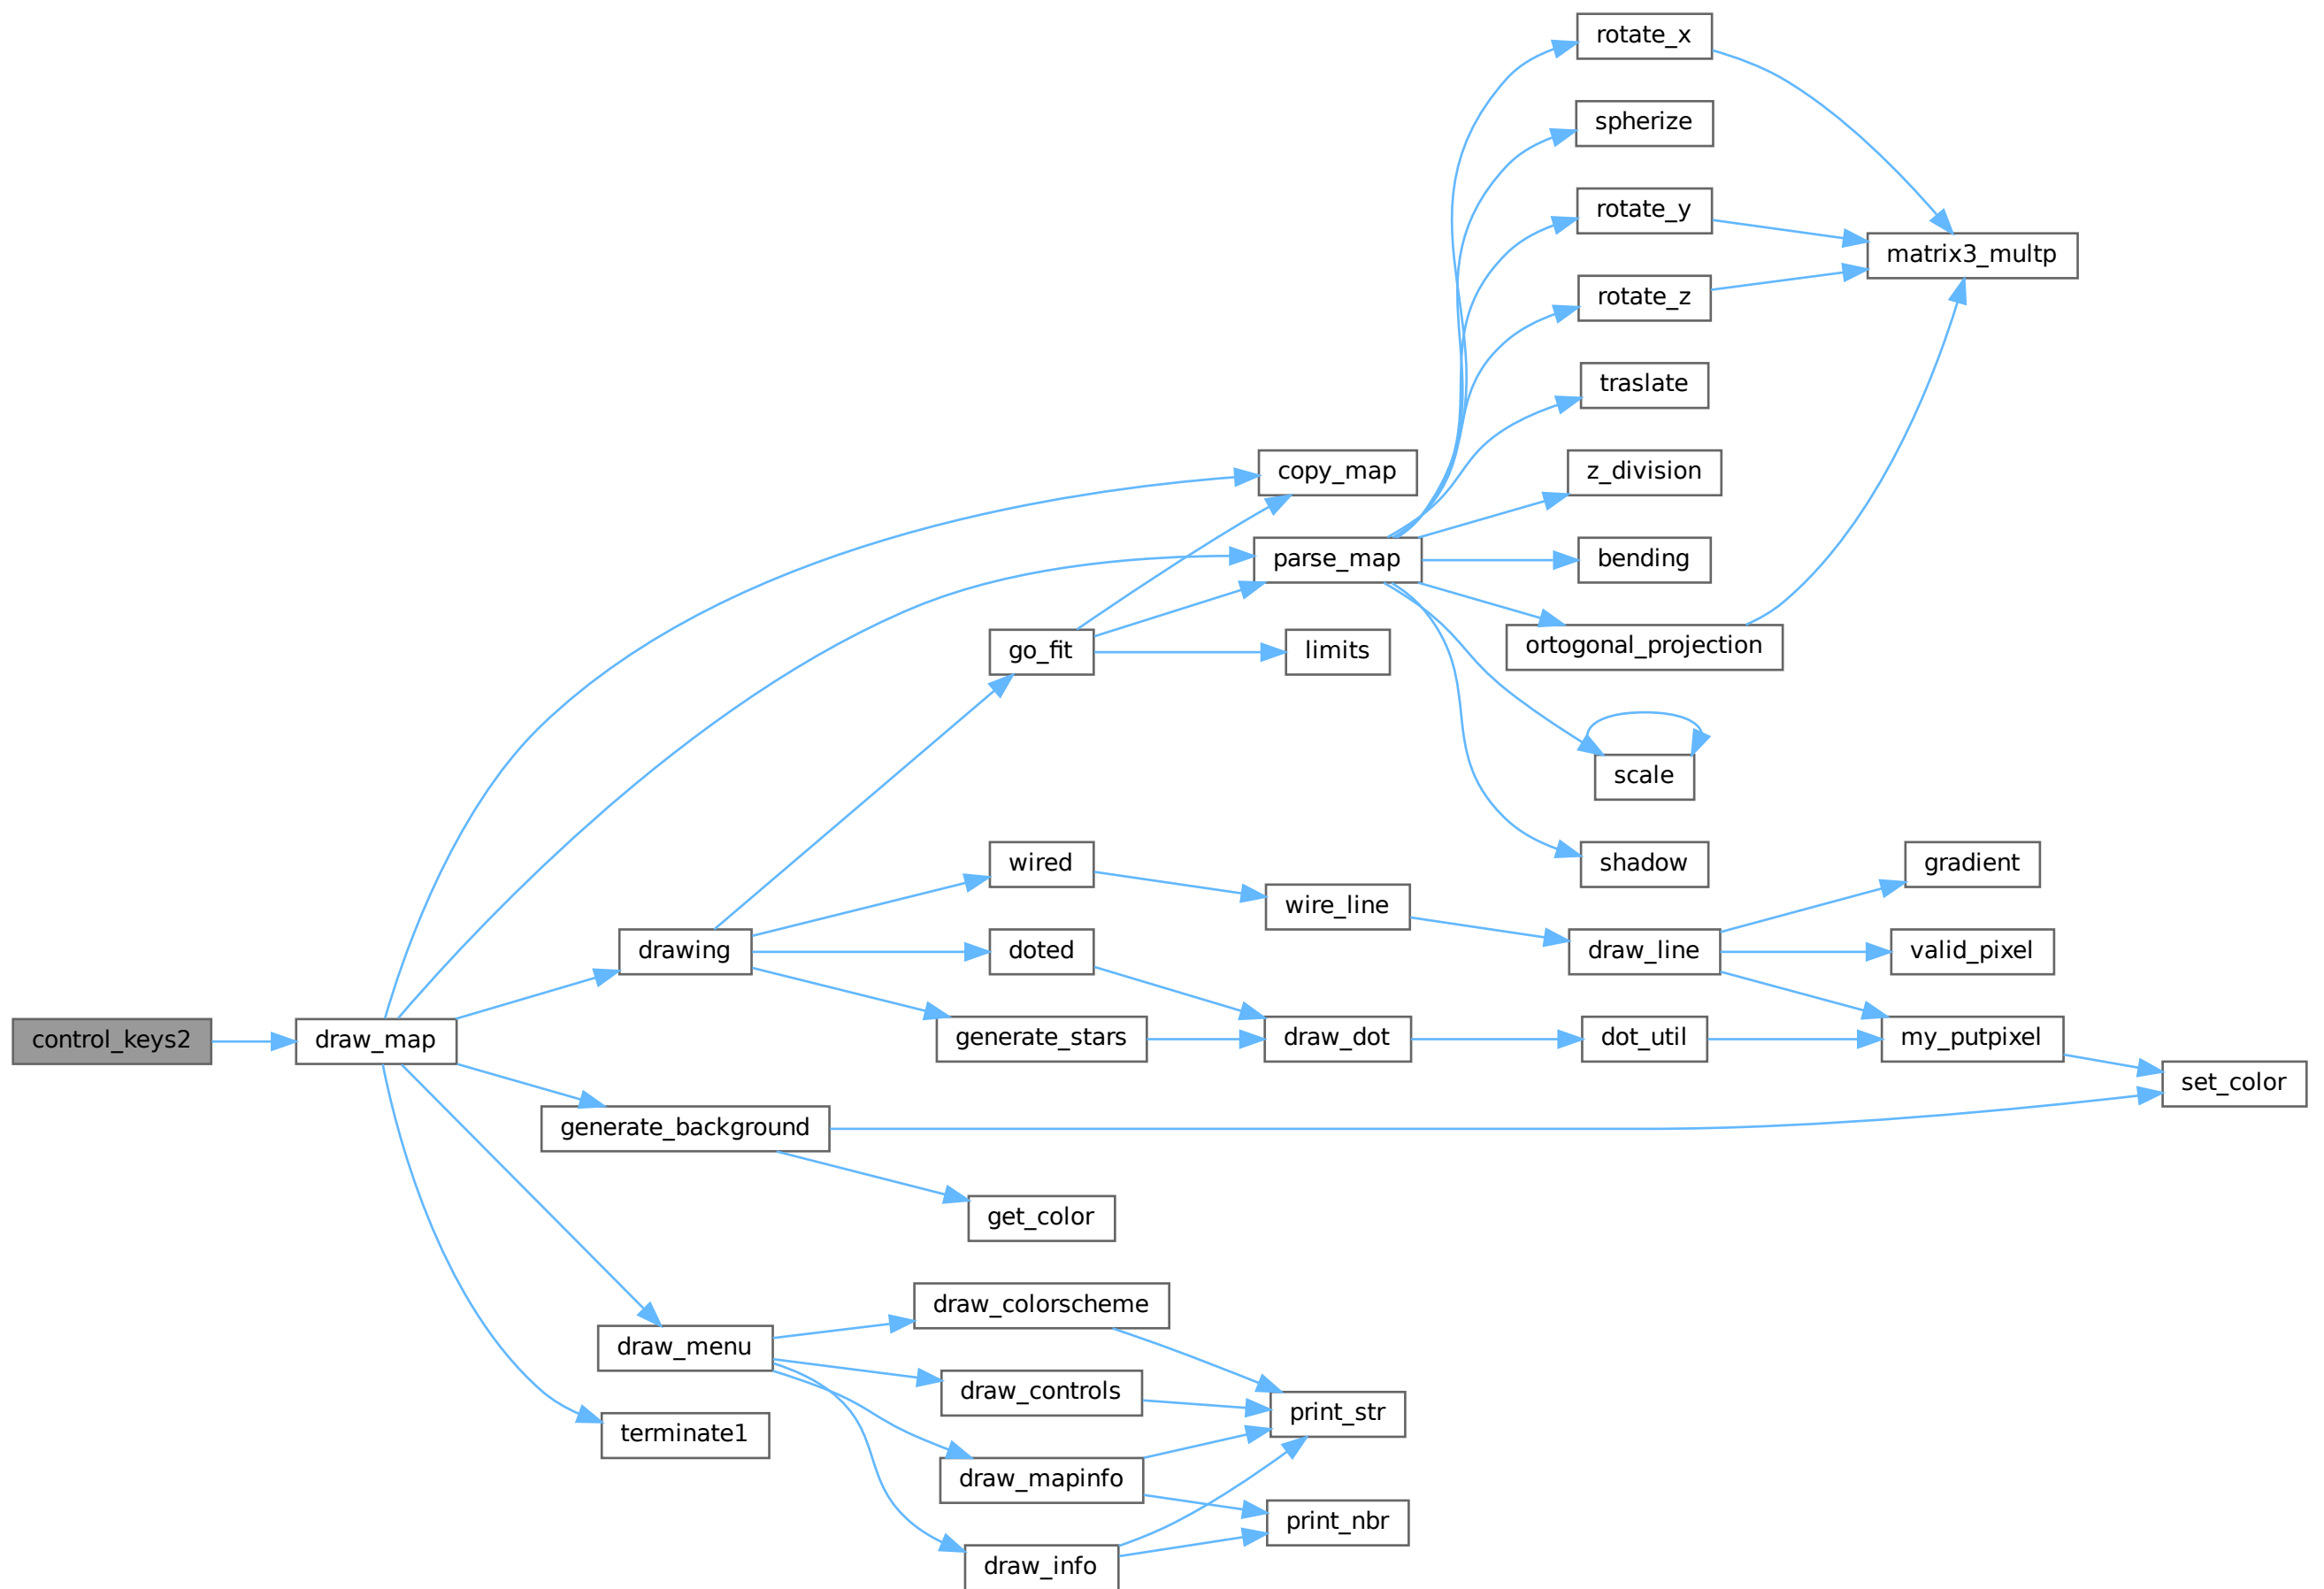 rotate_x
spherize
rotate_y
matrix3_multp
rotate_z
traslate
copy_map
z_division
parse_map
bending
go_fit
limits
ortogonal_projection
scale
wired
shadow
gradient
wire_line
drawing
doted
draw_line
valid_pixel
control_keys2
draw_map
generate_stars
draw_dot
dot_util
my_putpixel
set_color
generate_background
get_color
draw_colorscheme
draw_menu
draw_controls
print_str
terminate1
draw_mapinfo
print_nbr
draw_info